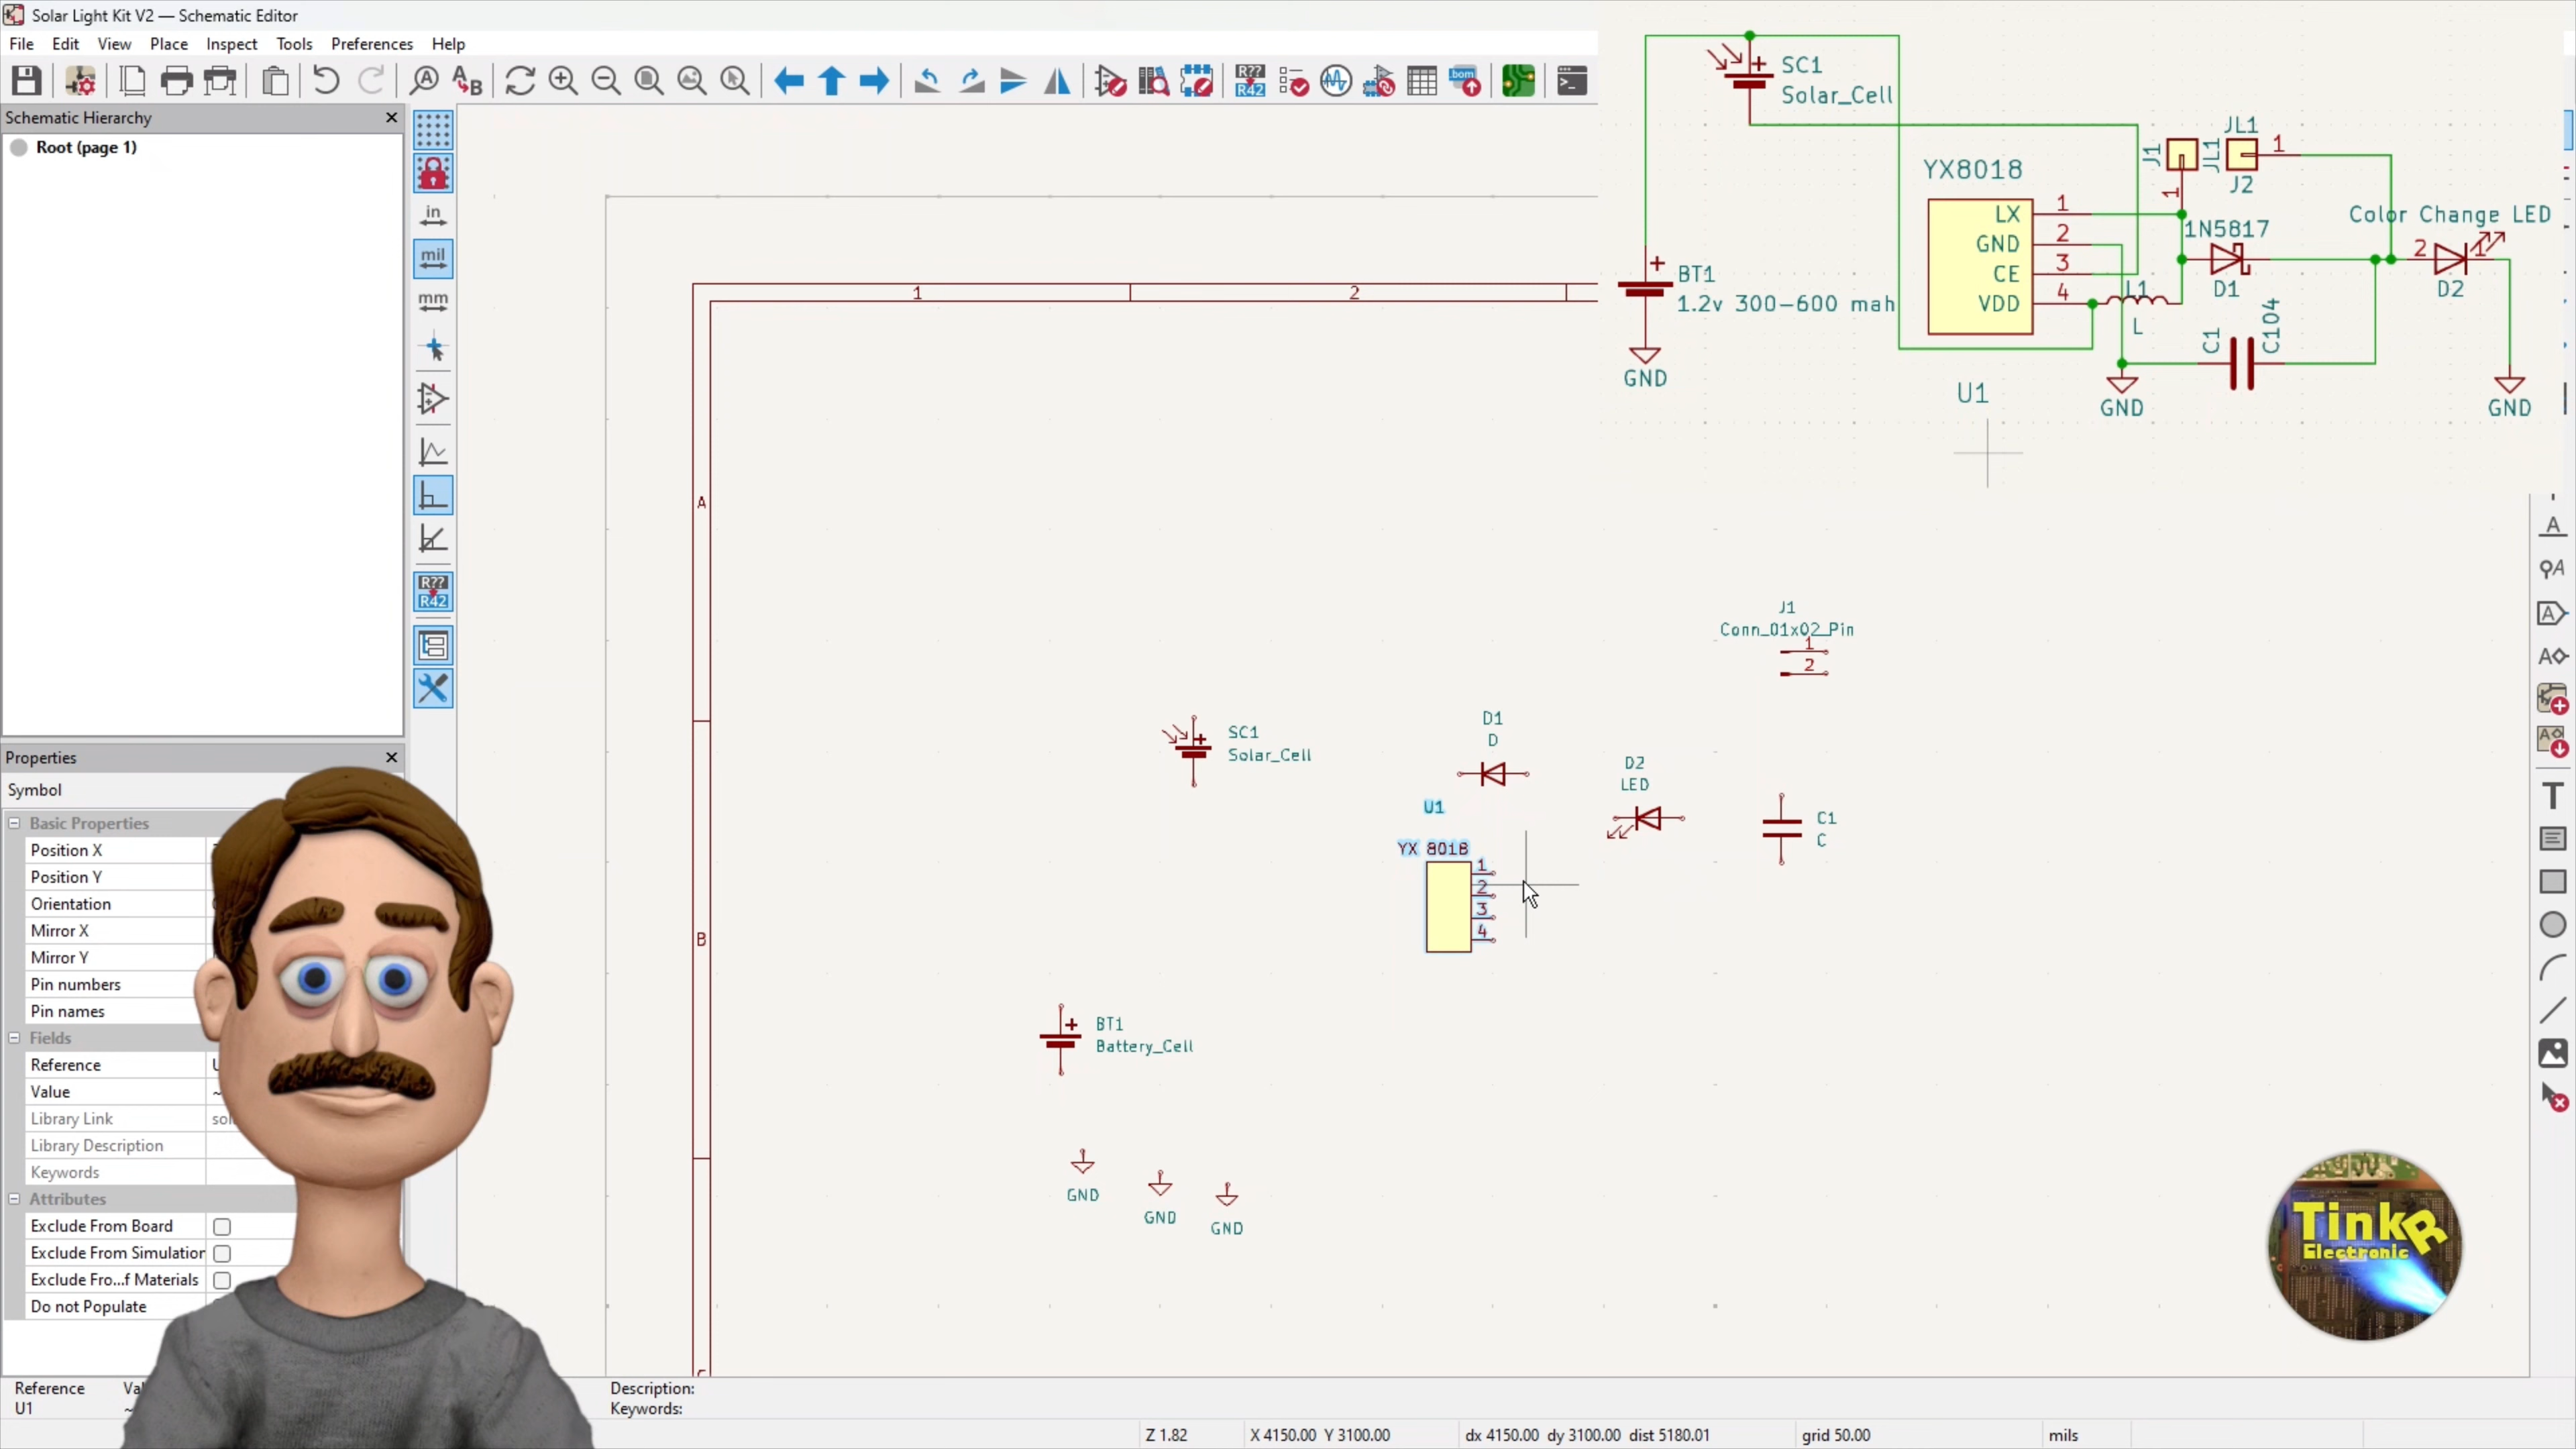 Solar Light Kit V2 — Schematic Editor
File Edit View Place Inspect Tools Preferences Help
Schematic Hierarchy
Root (page 1)
in
mil
mm
R??
R42
R??
R42
.bom
A
B
1
2
A
B
SC1
Solar_Cell
YX8018
LX 1
GND 2
CE 3
VDD 4
U1
BT1
1.2v 300-600 mah
GND
J1
1
JL1
JL1
1
J2
1N5817
D1
L1
L
C1
C104
GND
Color Change LED
2
1
D2
GND
J1
Conn_01x02_Pin
1
2
SC1
Solar_Cell
D1
D
D2
LED
U1
YX 8018
1
2
3
4
C1
C
BT1
Battery_Cell
GND
GND
GND
Properties
Symbol
Basic Properties
Position X
Position Y
Orientation
Mirror X
Mirror Y
Pin numbers
Pin names
Fields
Reference
Value ~
Library Link
Library Description
Keywords
Attributes
Exclude From Board
Exclude From Simulation
Exclude Fro...f Materials
Do not Populate
TinkR
Electronic
Reference
U1
~
Description:
Keywords:
Z 1.82
X 4150.00 Y 3100.00
dx 4150.00 dy 3100.00 dist 5180.01
grid 50.00
mils